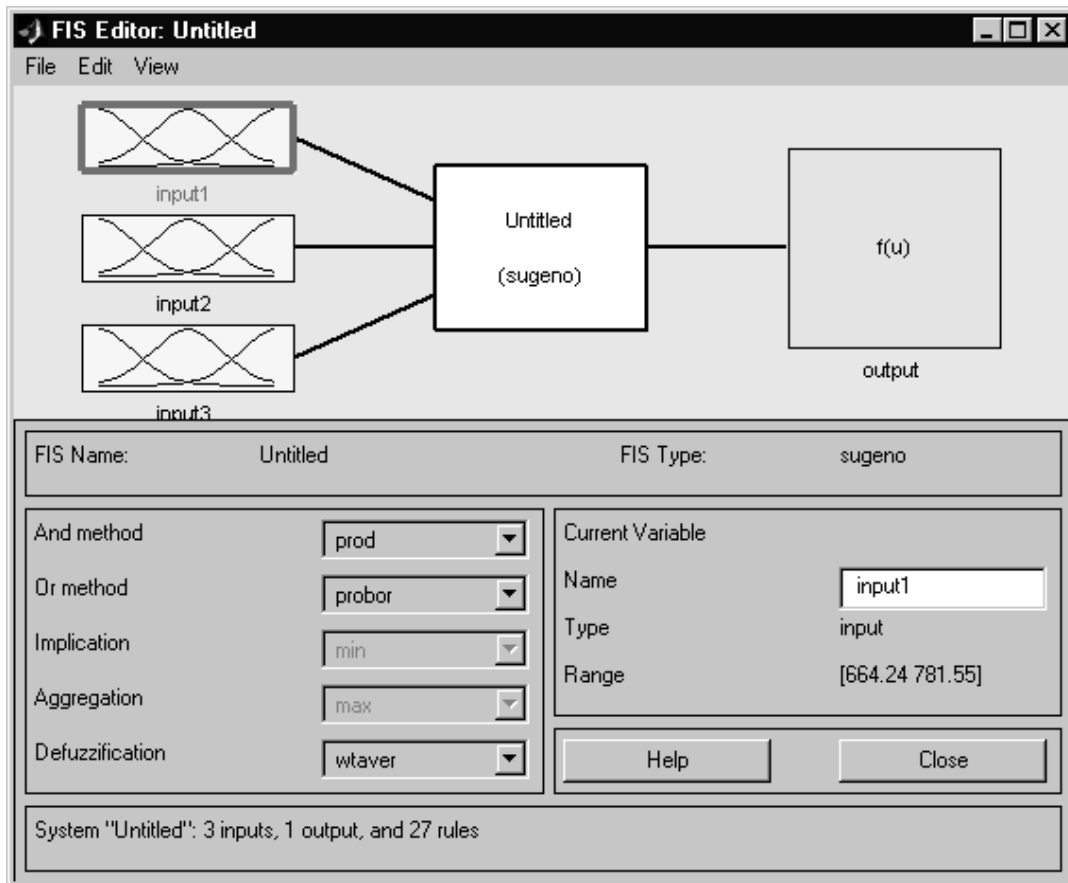 FIS Editor: Untitled
File Edit View
input1
input2
input3
Untitled
(sugeno)
f(u)
output
FIS Name: Untitled FIS Type: sugeno
And method prod
Or method probor
Implication min
Aggregation max
Defuzzification wtaver
Current Variable
Name input1
Type input
Range [664.24 781.55]
Help Close
System "Untitled": 3 inputs, 1 output, and 27 rules